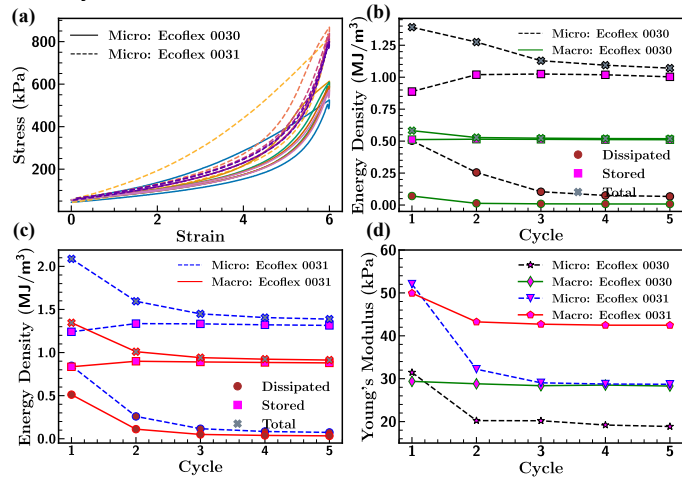 (a)
Micro: Ecoflex 0030
Micro: Ecoflex 0031
800
600
400
200
0
2
4
6
Stress (kPa)
Strain
(b)
Micro: Ecoflex 0030
Macro: Ecoflex 0030
1.25
1.00
0.75
0.50
0.25
0.00
Dissipated
Stored
Total
1
2
3
4
5
Energy Density (MJ/m³)
Cycle
(c)
Micro: Ecoflex 0031
Macro: Ecoflex 0031
2.0
1.5
1.0
0.5
0.0
Dissipated
Stored
Total
1
2
3
4
5
Energy Density (MJ/m³)
Cycle
(d)
Micro: Ecoflex 0030
Macro: Ecoflex 0030
Micro: Ecoflex 0031
Macro: Ecoflex 0031
60
50
40
30
20
1
2
3
4
5
Young's Modulus (kPa)
Cycle